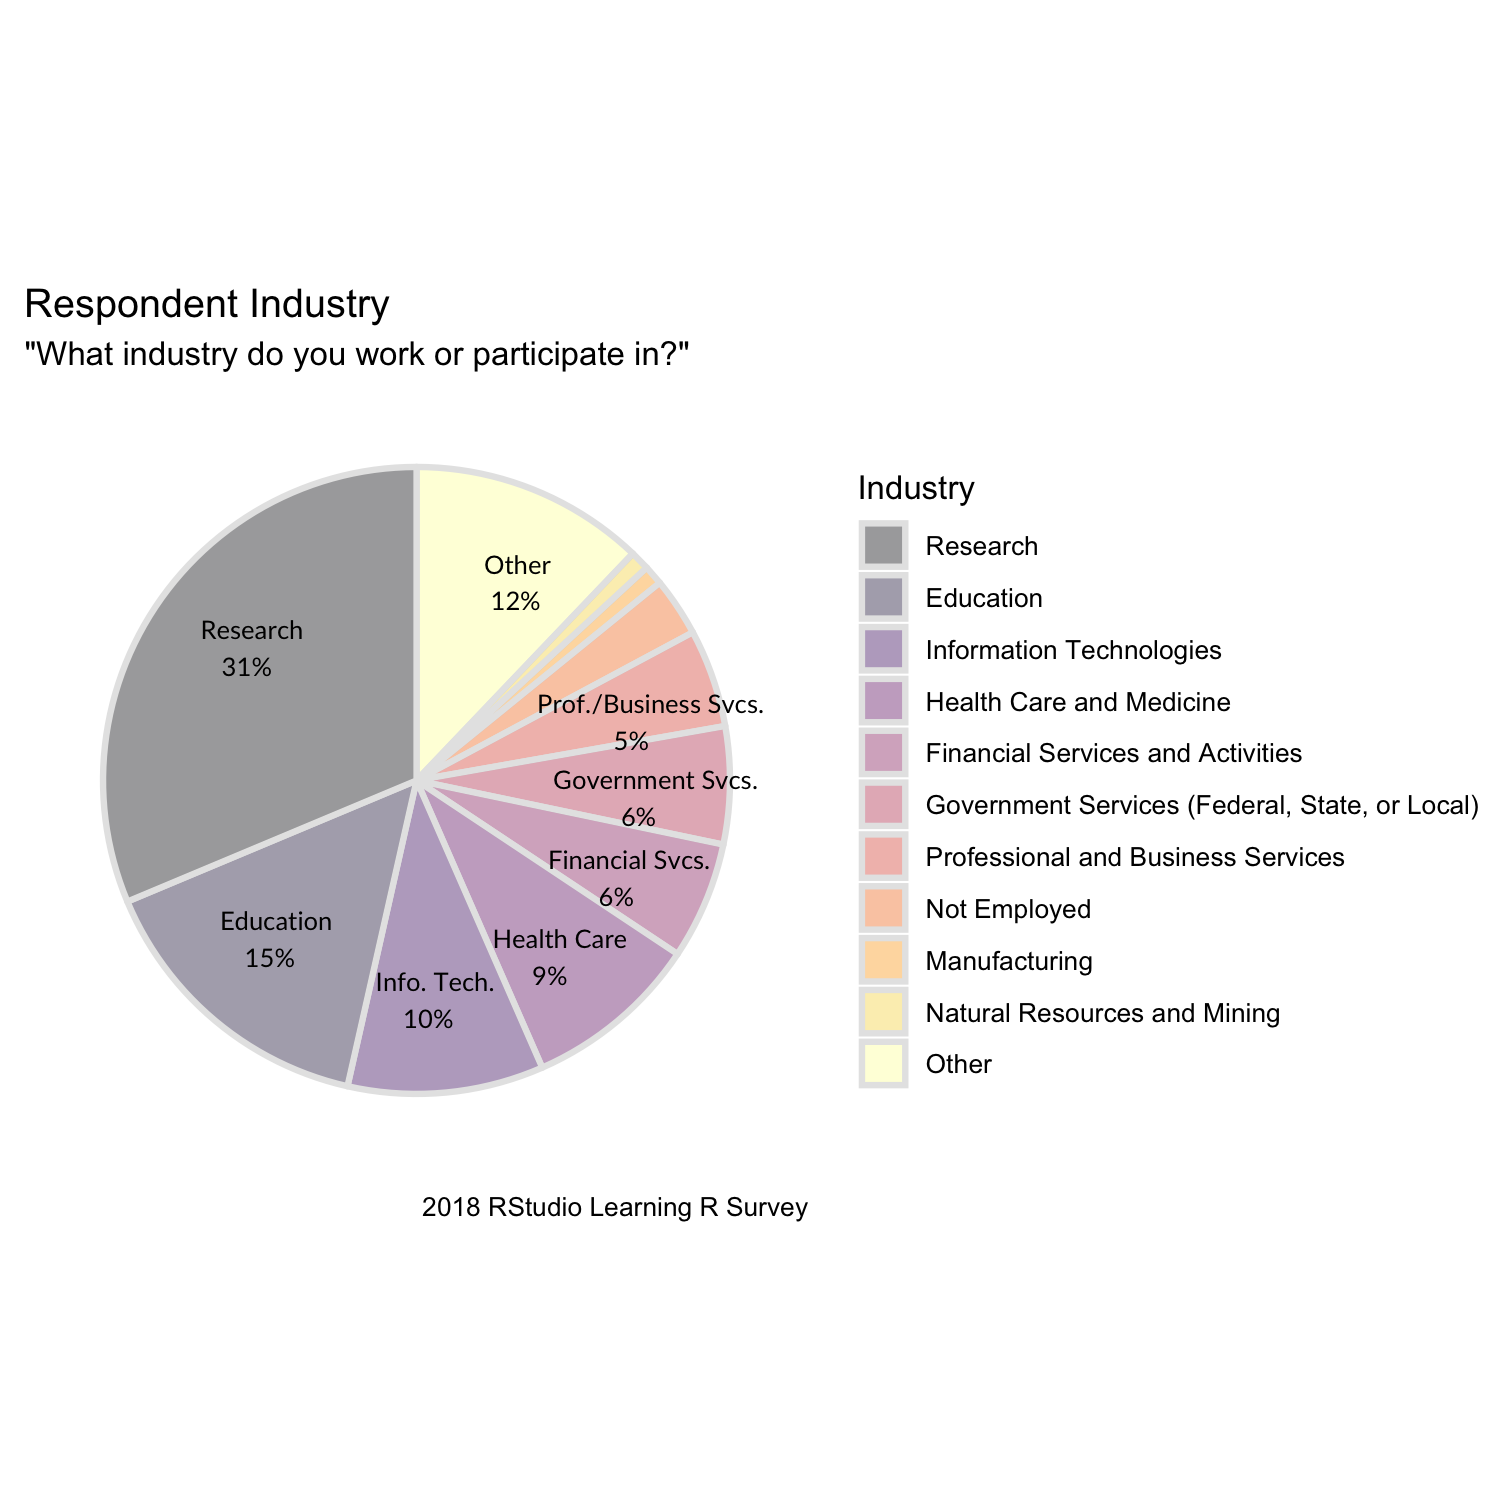 Respondent Industry
"What industry do you work or participate in?"
Other
12%
Research
31%
Prof./Business Svcs.
5%
Government Svcs.
6%
Financial Svcs.
6%
Health Care
9%
Info. Tech.
10%
Education
15%
Industry
Research
Education
Information Technologies
Health Care and Medicine
Financial Services and Activities
Government Services (Federal, State, or Local)
Professional and Business Services
Not Employed
Manufacturing
Natural Resources and Mining
Other
2018 RStudio Learning R Survey